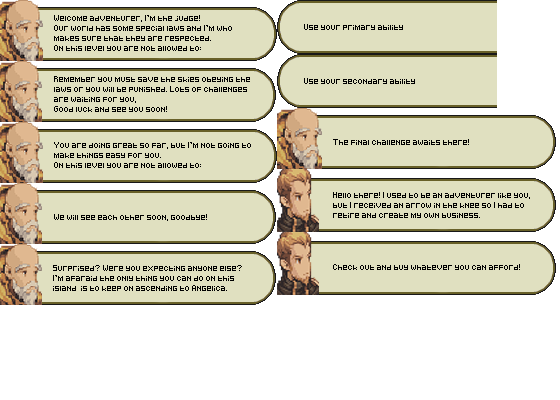 Welcome adventurer, I'm the Judge!
Our world has some special laws and I'm who
makes sure that they are respected.
On this level you are not allowed to:
Remember you must save the skies obeying the
laws or you will be punished. Lots of challenges
are waiting for you,
Good luck and see you soon!
You are doing great so far, but I'm not going to
make things easy for you.
On this level you are not allowed to:
We will see each other soon, goodbye!
Surprised? Were you expecting anyone else?
I'm afaraid the only thing you can do on this
island is to keep on ascending to Angelica.
Use your primary ability
Use your secondary ability
The final challenge awaits there!
Hello there! I used to be an adventurer like you,
but I received an arrow in the knee so I had to
retire and create my own business.
Check out and buy whatever you can afford!